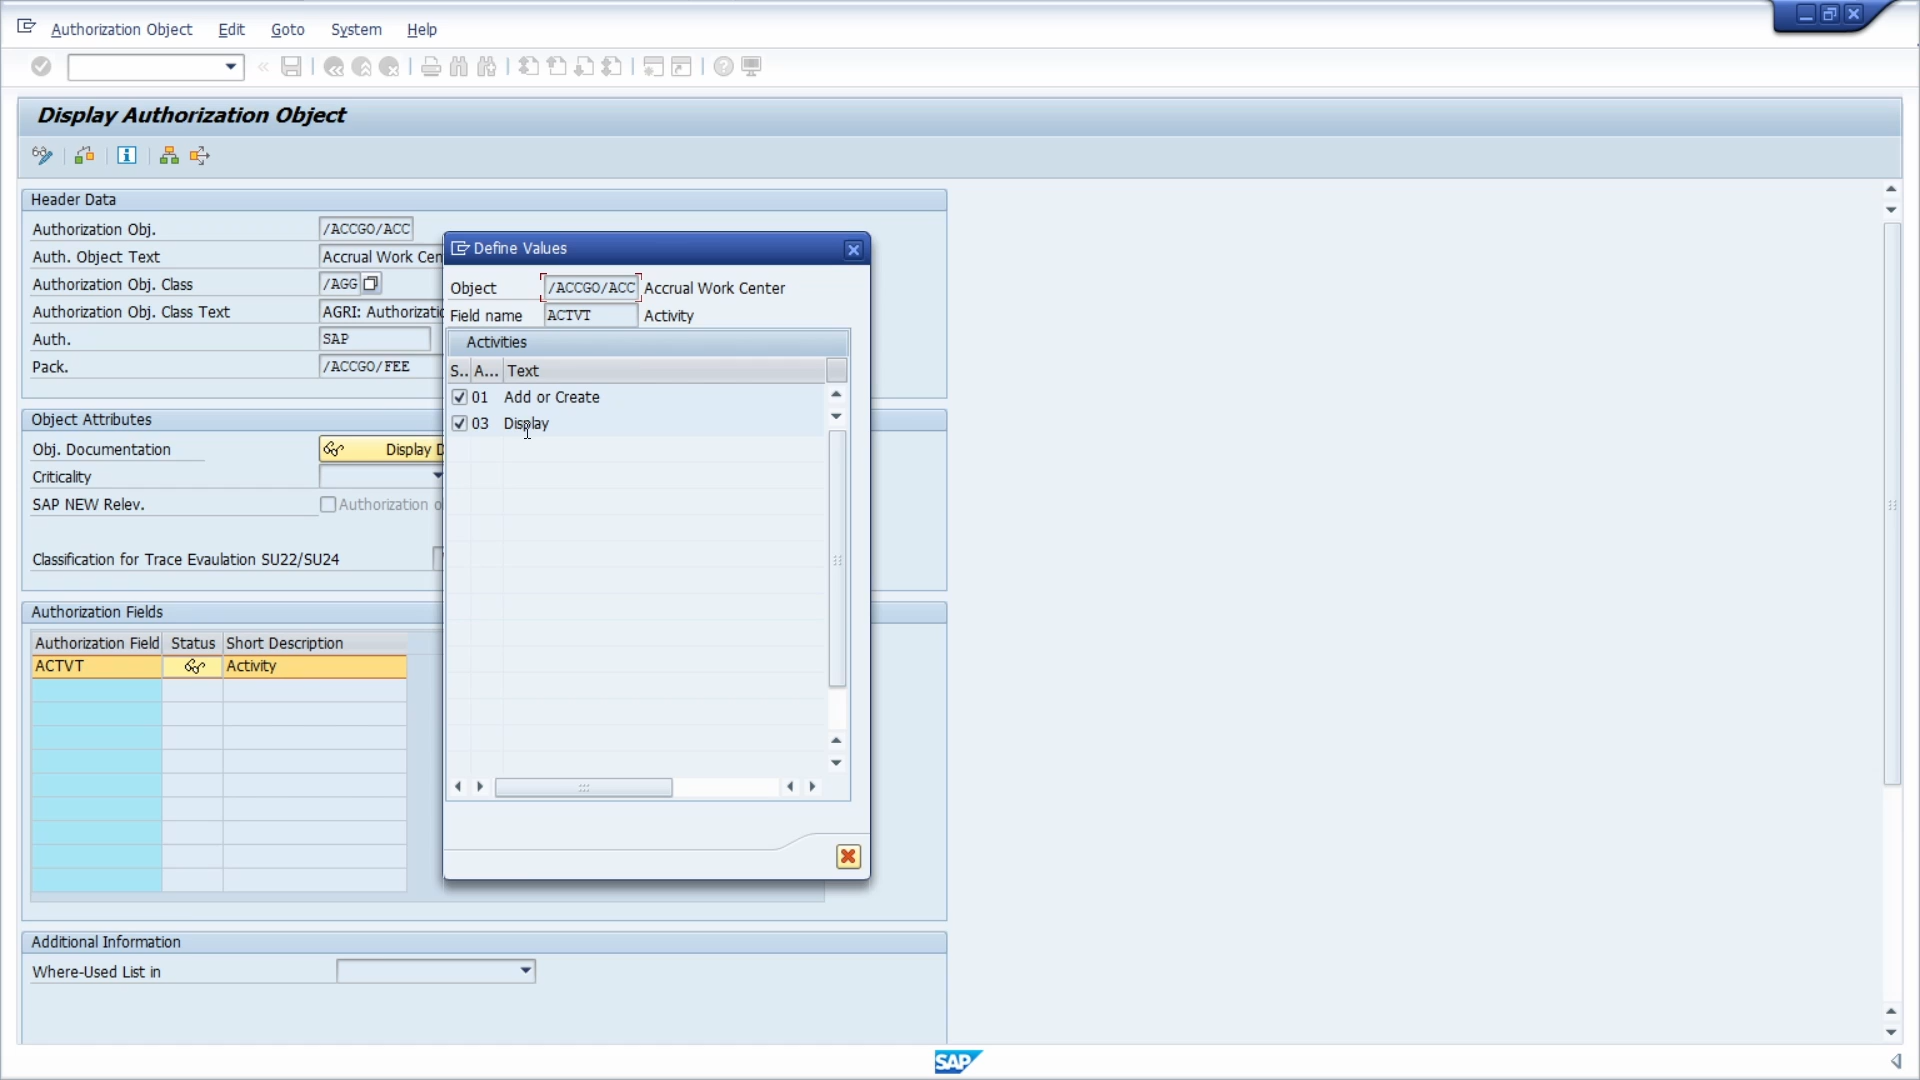 Authorization Object Edit Goto System Help
Display Authorization Object
Header Data
Authorization Obj. /ACCGO/ACC
Auth. Object Text Accrual Work Cen
Authorization Obj. Class /AGG
Authorization Obj. Class Text AGRI: Authorizatio
Auth. SAP
Pack. /ACCGO/FEE
Object Attributes
Obj. Documentation Display D
Criticality
SAP NEW Relev. Authorization o
Classification for Trace Evaulation SU22/SU24
Authorization Fields
Authorization Field Status Short Description
ACTVT Activity
Additional Information
Where-Used List in
Define Values
Object /ACCGO/ACC Accrual Work Center
Field name ACTVT Activity
Activities
S.. A... Text
01 Add or Create
03 Display
SAP